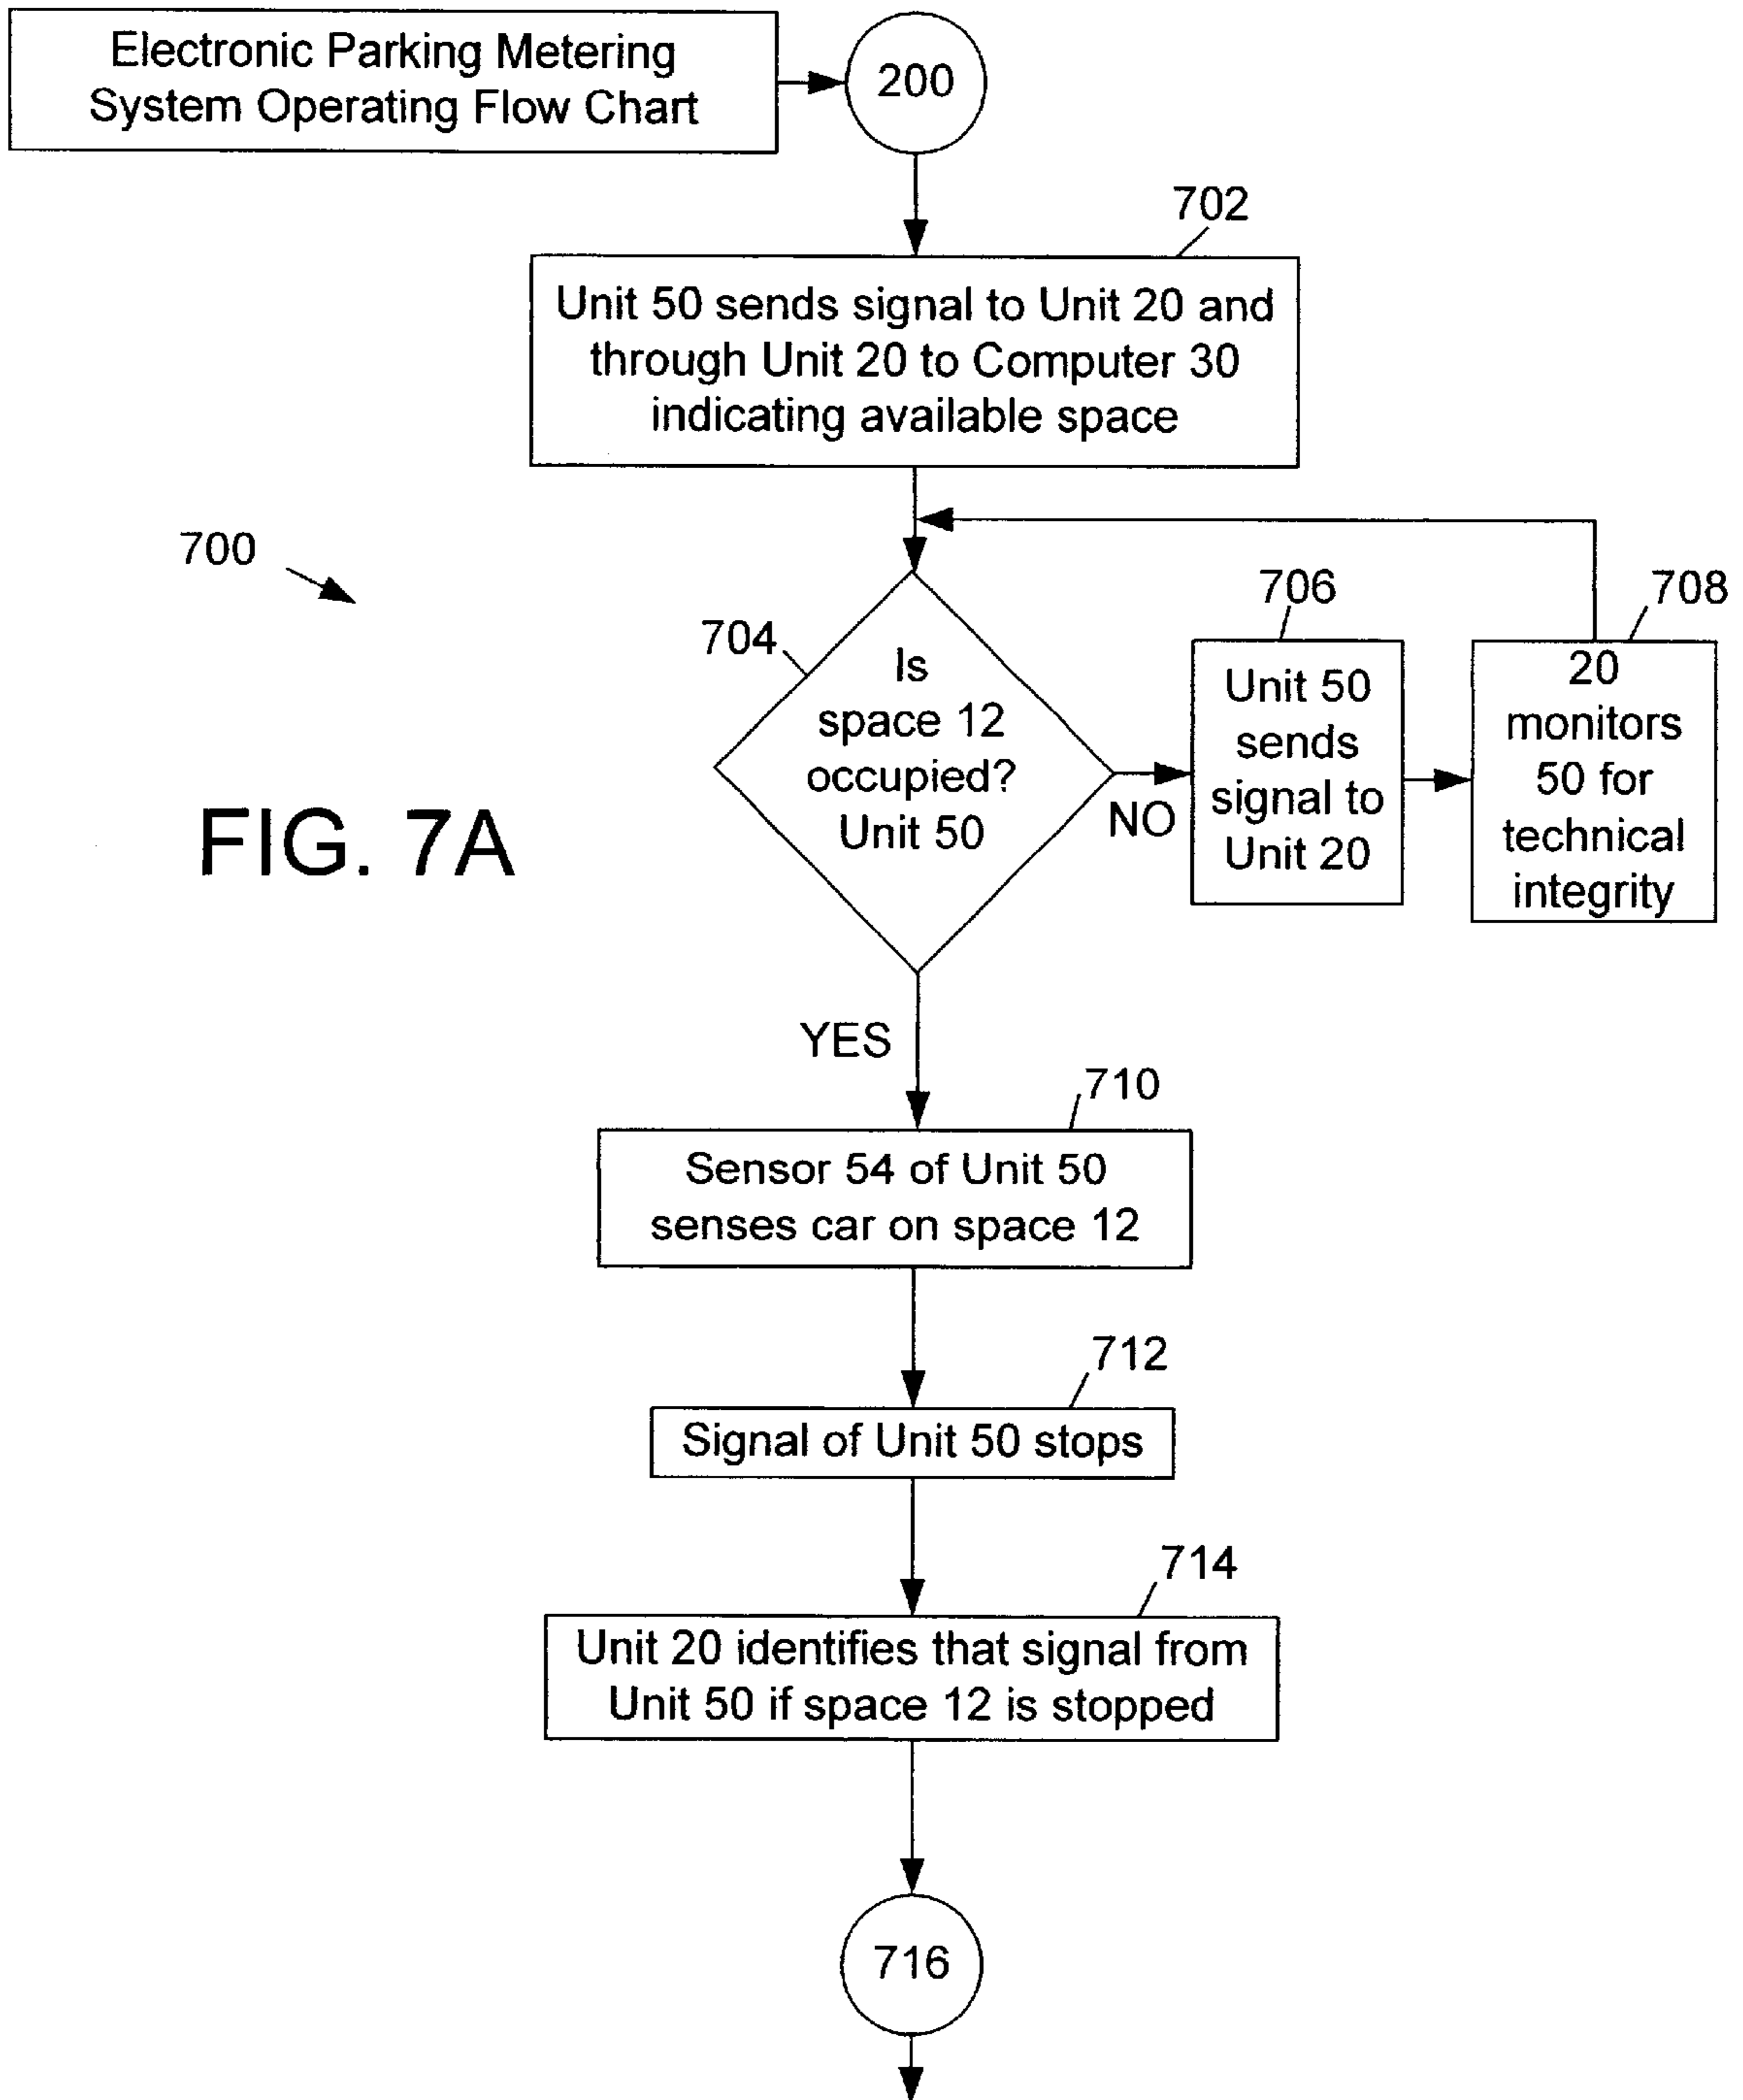 Electronic Parking Metering
System Operating Flow Chart
200
702
Unit 50 sends signal to Unit 20 and
through Unit 20 to Computer 30
indicating available space
700
704
Is
space 12
occupied?
Unit 50
NO
706
Unit 50
sends
signal to
Unit 20
708
20
monitors
50 for
technical
integrity
FIG. 7A
YES
710
Sensor 54 of Unit 50
senses car on space 12
712
Signal of Unit 50 stops
714
Unit 20 identifies that signal from
Unit 50 if space 12 is stopped
716